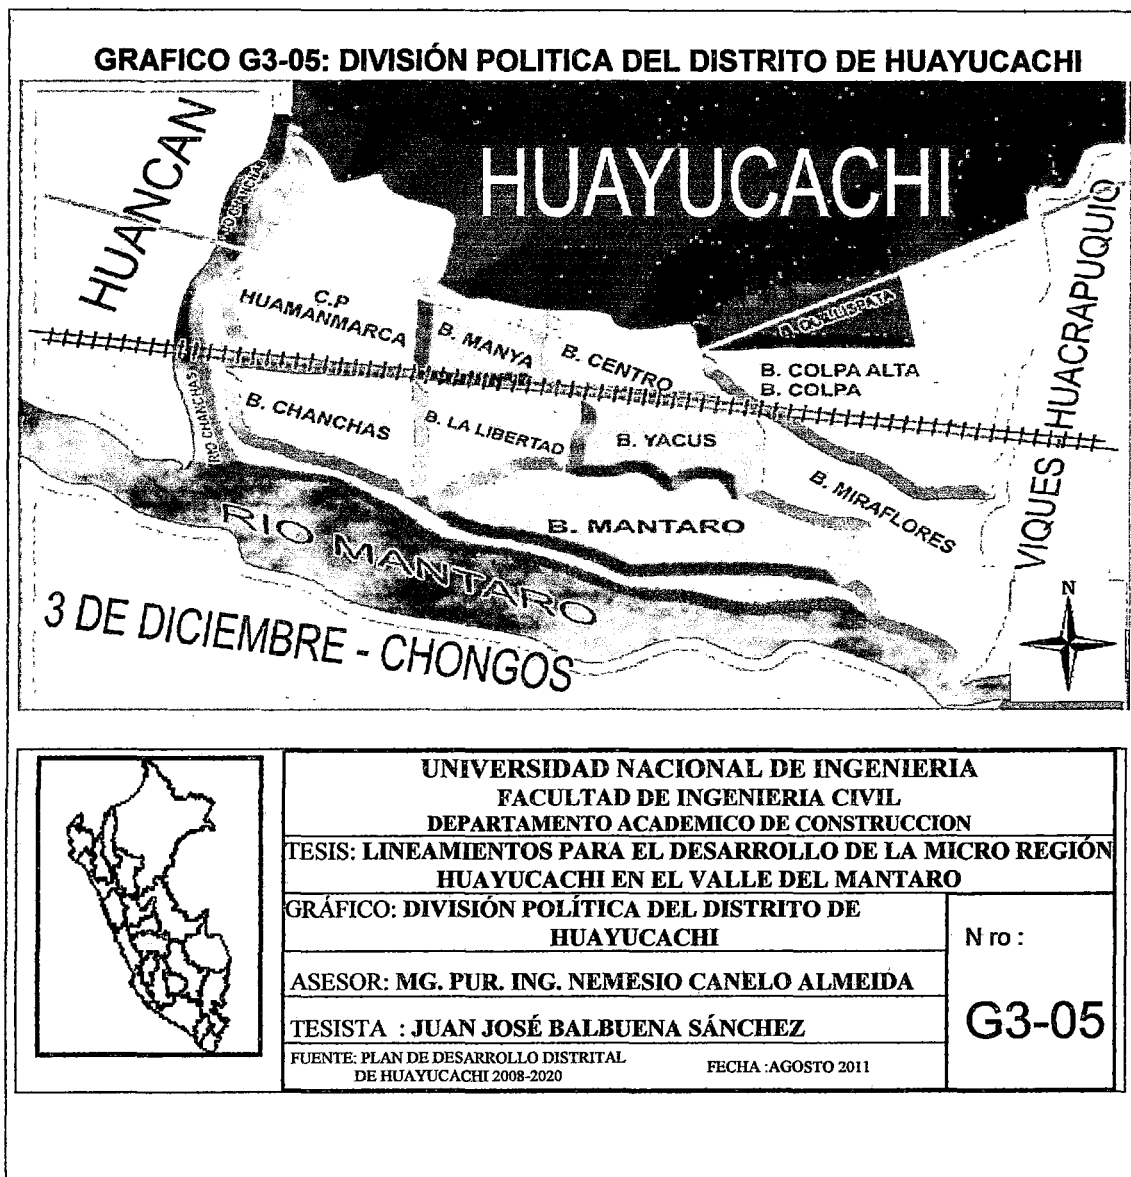 GRAFICO G3-05: DIVISIÓN POLITICA DEL DISTRITO DE HUAYUCACHI
HUAYUCACHI
HUANCAN
RIO CHANCHAS
C.P
HUAMANMARCA
B. MANYA
B. CENTRO
B. COLPA ALTA
B. COLPA
B. CHANCHAS
B. LA LIBERTAD
B. YACUS
B. MIRAFLORES
B. MANTARO
RIO CHANCHAS
RIO MANTARO
3 DE DICIEMBRE - CHONGOS
VIQUES - HUACRAPUQUIO
N
UNIVERSIDAD NACIONAL DE INGENIERIA
FACULTAD DE INGENIERIA CIVIL
DEPARTAMENTO ACADEMICO DE CONSTRUCCION
TESIS: LINEAMIENTOS PARA EL DESARROLLO DE LA MICRO REGIÓN
HUAYUCACHI EN EL VALLE DEL MANTARO
GRÁFICO: DIVISIÓN POLÍTICA DEL DISTRITO DE
HUAYUCACHI
N ro :
G3-05
ASESOR: MG. PUR. ING. NEMESIO CANELO ALMEIDA
TESISTA : JUAN JOSÉ BALBUENA SÁNCHEZ
FUENTE: PLAN DE DESARROLLO DISTRITAL
DE HUAYUCACHI 2008-2020
FECHA :AGOSTO 2011